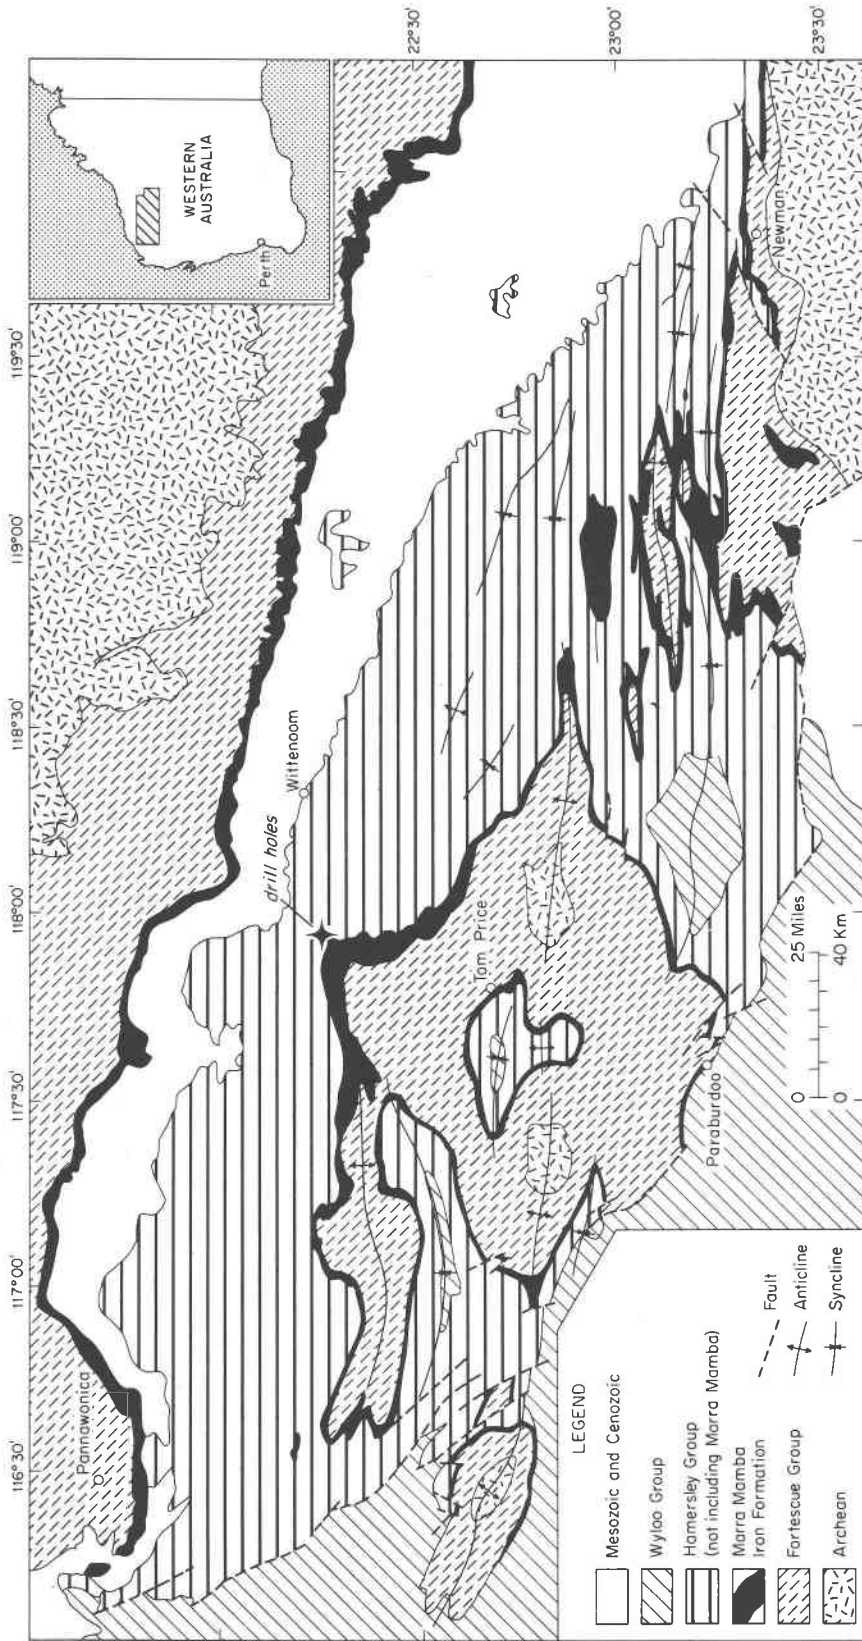 116°30'
117°00'
117°30'
118°00'
118°30'
119°00'
119°30'
WESTERN
AUSTRALIA
Perth
Pannawonica
drill holes
Wittenoom
22°30'
Tom Price
23°00'
Paraburdoo
Newman
23°30'
LEGEND
Mesozoic and Cenozoic
Wyloo Group
Hamersley Group
(not including Marra Mamba)
Marra Mamba
Iron Formation
Fortescue Group
Archean
Fault
Anticline
Syncline
0 25 Miles
0 40 Km